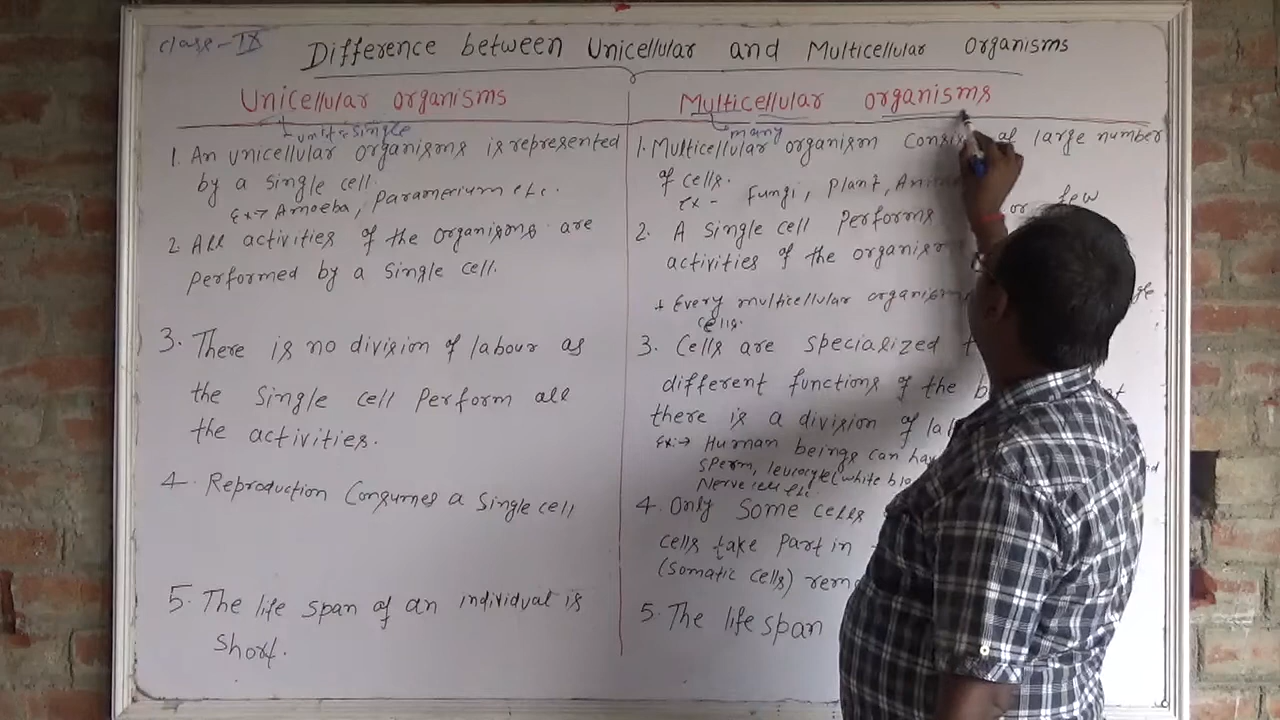 class-IX
Difference between Unicellular and Multicellular Organisms
Unicellular organisms
unit & single
1. An unicellular organisms is represented
by a single cell.
Ex→ Amoeba, Paramerium etc.
2. All activities of the organisms are
performed by a single cell.
3. There is no division of labour as
the single cell perform all
the activities.
4. Reproduction Consumes a single cell
5. The life span of an individual is
short.
Multicellular organisms
many
1. Multicellular organism of large number
of cells.
Ex - Fungi, Plant,
2. A single cell performs or few
activities of the
+ Every multicellular
cells.
3. Cells are specialized
different functions of the
there is a division of
Ex:→ Human beings can
sperm, leucocyte (white
Nerve cell etc.
4. Only some cells
cells take part in
(somatic cells)
5. The life span